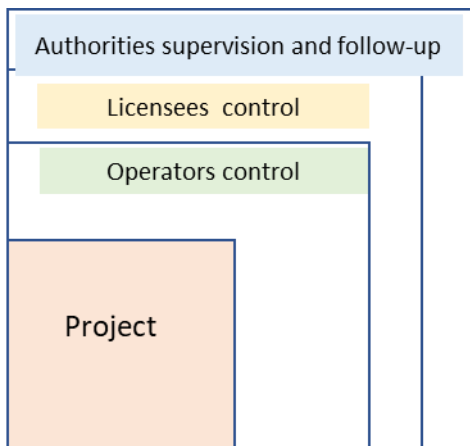 Authorities supervision and follow-up
Licensees control
Operators control
Project